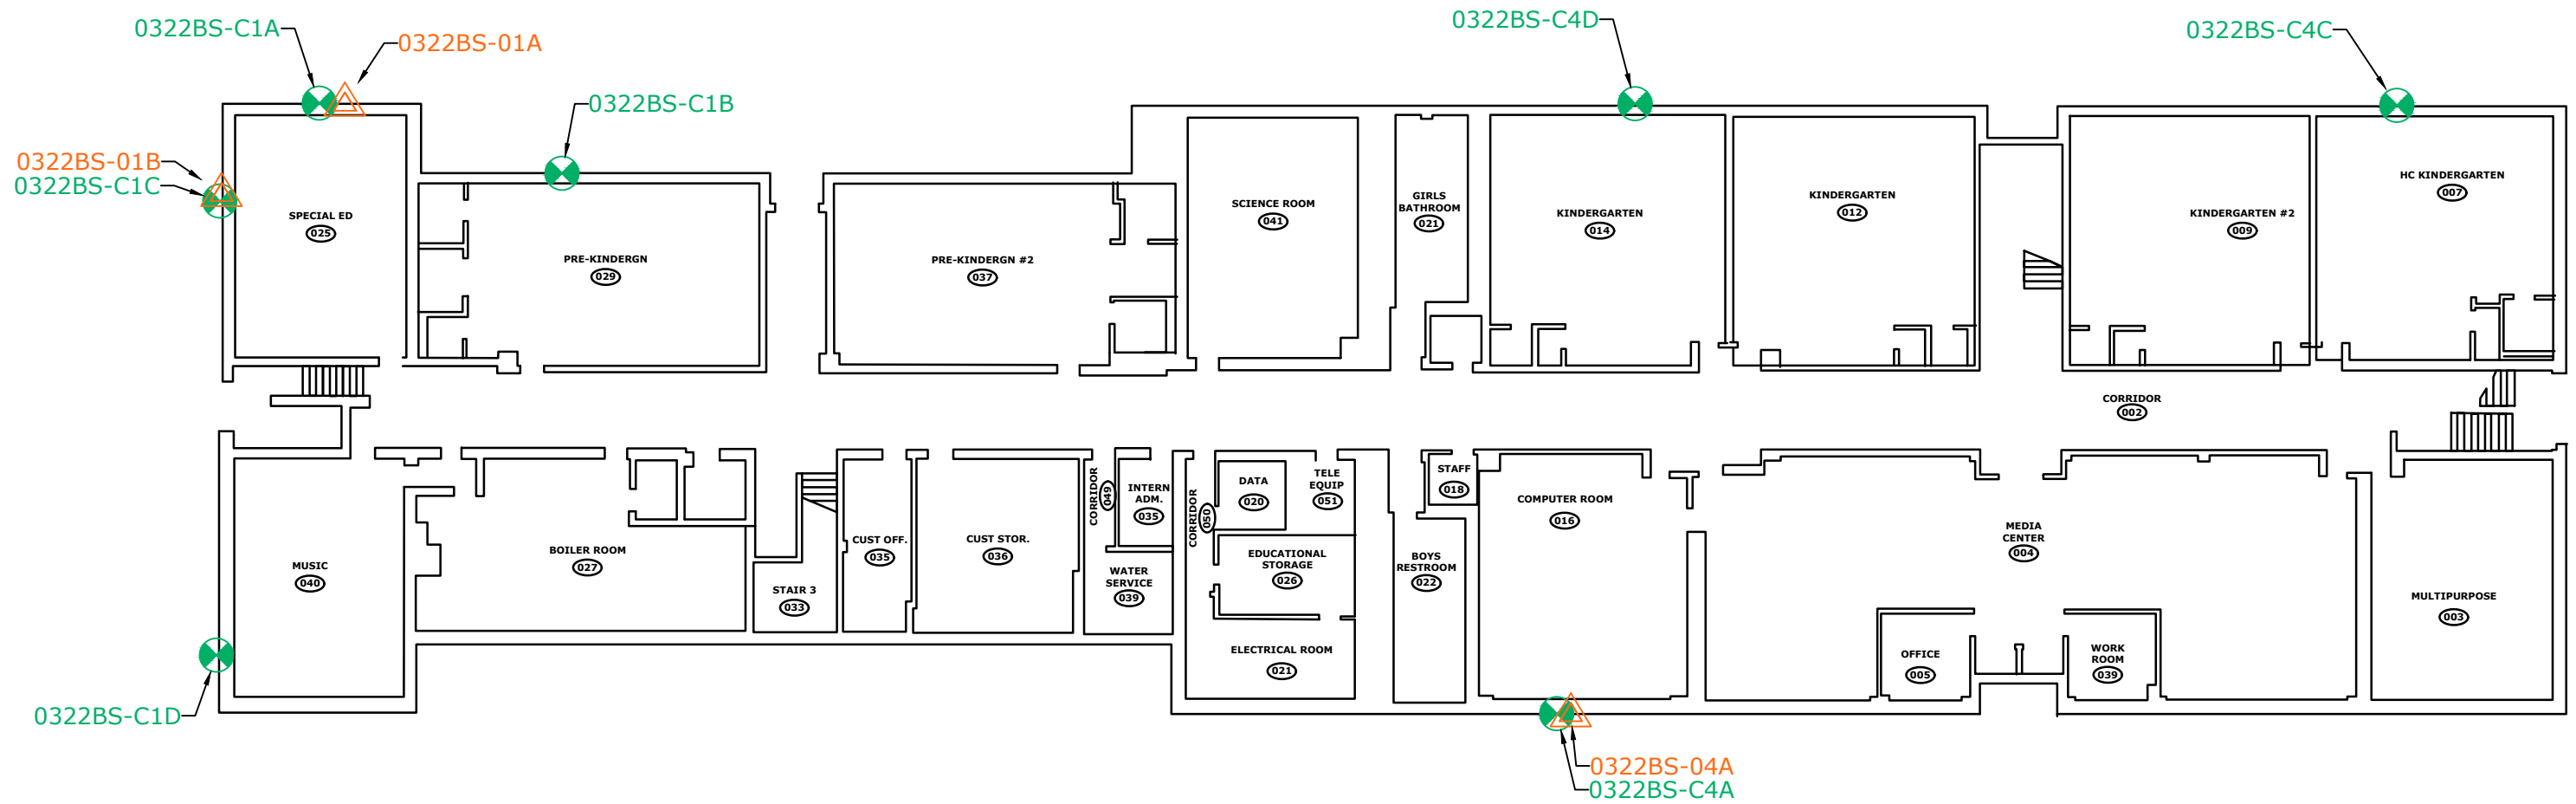 0322BS-C1A
0322BS-01A
0322BS-C4D
0322BS-C4C
0322BS-C1B
0322BS-01B
0322BS-C1C
SPECIAL ED
025
PRE-KINDERGN
029
PRE-KINDERGN #2
037
SCIENCE ROOM
041
GIRLS
BATHROOM
021
KINDERGARTEN
014
KINDERGARTEN
012
KINDERGARTEN #2
009
HC KINDERGARTEN
007
CORRIDOR
002
MUSIC
040
BOILER ROOM
027
STAIR 3
033
CUST OFF.
035
CUST STOR.
036
CORRIDOR
049
INTERN
ADM.
035
WATER
SERVICE
039
CORRIDOR
050
DATA
020
TELE
EQUIP
051
EDUCATIONAL
STORAGE
026
ELECTRICAL ROOM
021
STAFF
018
BOYS
RESTROOM
022
COMPUTER ROOM
016
MEDIA
CENTER
004
OFFICE
005
WORK
ROOM
039
MULTIPURPOSE
003
0322BS-C1D
0322BS-04A
0322BS-C4A